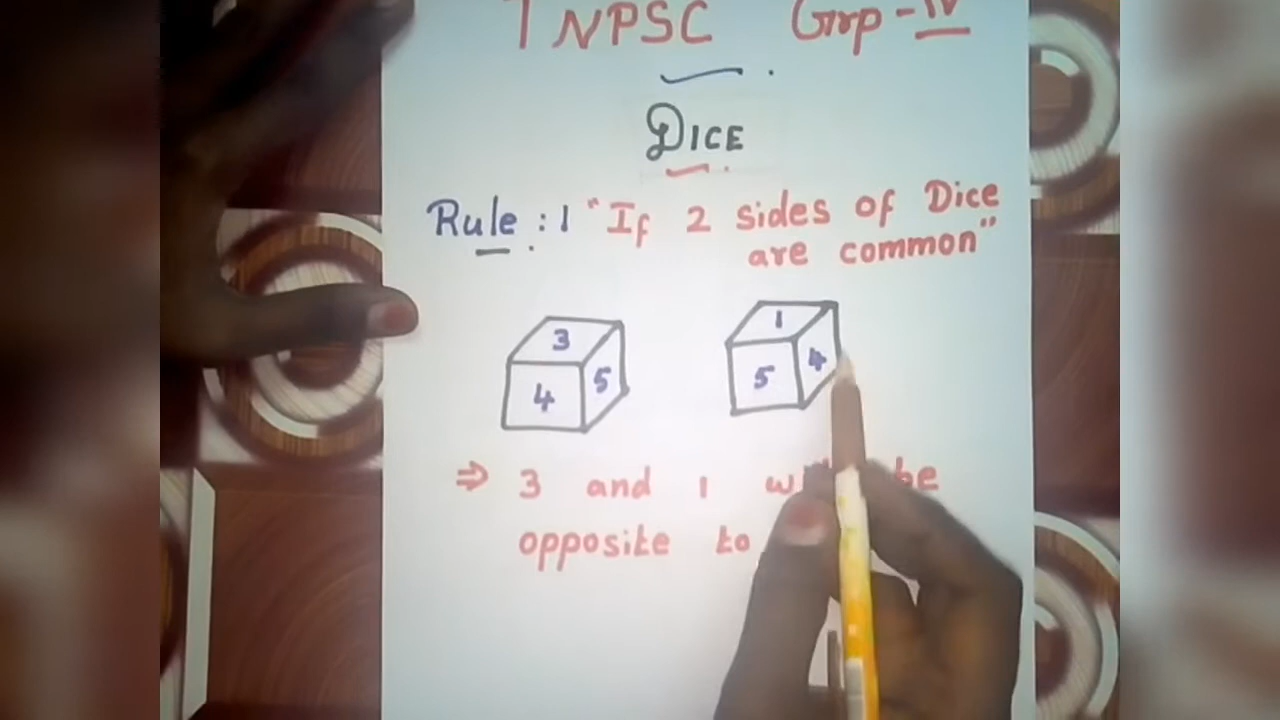 TNPSC Grp-IV
DICE
Rule : 1 "If 2 sides of Dice
are common"
3
4 5
1
5 4
⇒ 3 and 1 be
opposite to